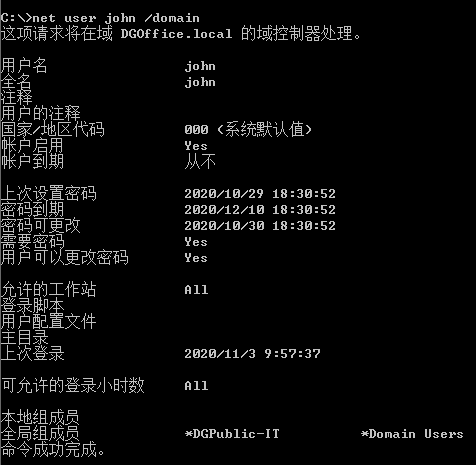 C:\>net user john /domain
这项请求将在域 DGOffice.local 的域控制器处理。
用户名 john
全名 john
注释
用户的注释
国家/地区代码 000 (系统默认值)
帐户启用 Yes
帐户到期 从不
上次设置密码 2020/10/29 18:30:52
密码到期 2020/12/10 18:30:52
密码可更改 2020/10/30 18:30:52
需要密码 Yes
用户可以更改密码 Yes
允许的工作站 All
登录脚本
用户配置文件
主目录
上次登录 2020/11/3 9:57:37
可允许的登录小时数 All
本地组成员
全局组成员 *DGPublic-IT *Domain Users
命令成功完成。